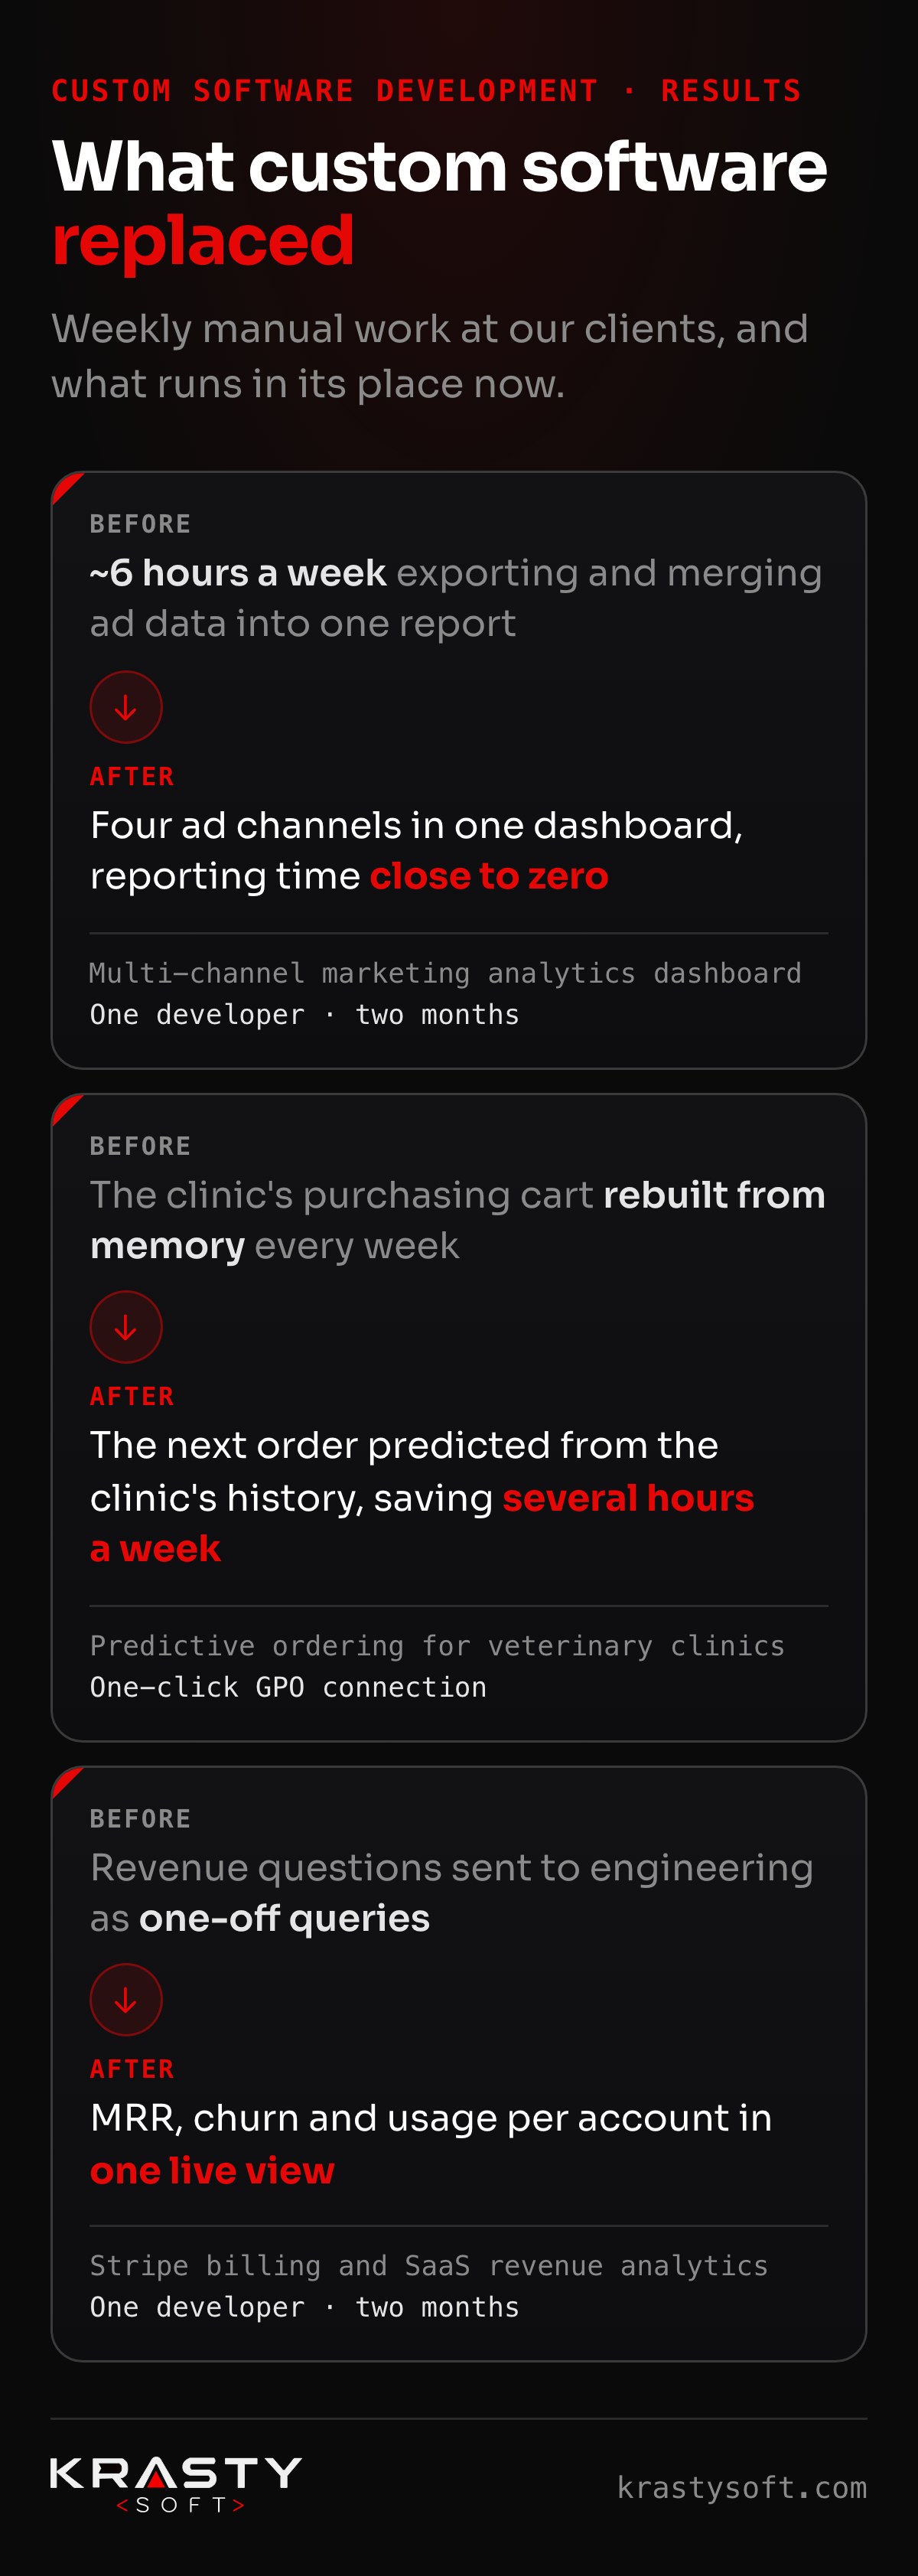 CUSTOM SOFTWARE DEVELOPMENT · RESULTS
What custom software
replaced
Weekly manual work at our clients, and
what runs in its place now.
BEFORE
~6 hours a week exporting and merging
ad data into one report
↓
AFTER
Four ad channels in one dashboard,
reporting time close to zero
Multi-channel marketing analytics dashboard
One developer · two months
BEFORE
The clinic's purchasing cart rebuilt from
memory every week
↓
AFTER
The next order predicted from the
clinic's history, saving several hours
a week
Predictive ordering for veterinary clinics
One-click GPO connection
BEFORE
Revenue questions sent to engineering
as one-off queries
↓
AFTER
MRR, churn and usage per account in
one live view
Stripe billing and SaaS revenue analytics
One developer · two months
KRASTY
<SOFT>
krastysoft.com